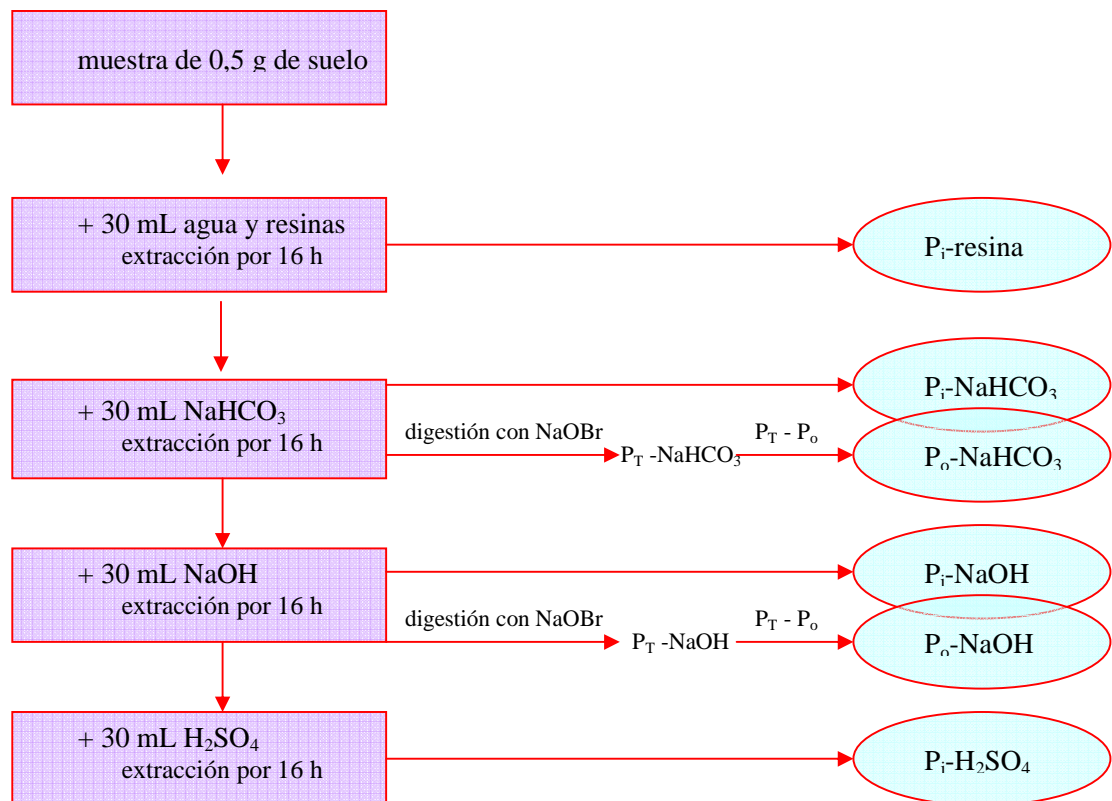 muestra de 0,5 g de suelo
+ 30 mL agua y resinas
extracción por 16 h
Pi-resina
+ 30 mL NaHCO3
extracción por 16 h
Pi-NaHCO3
digestión con NaOBr
PT -NaHCO3
PT - Po
Po-NaHCO3
+ 30 mL NaOH
extracción por 16 h
Pi-NaOH
digestión con NaOBr
PT -NaOH
PT - Po
Po-NaOH
+ 30 mL H2SO4
extracción por 16 h
Pi-H2SO4